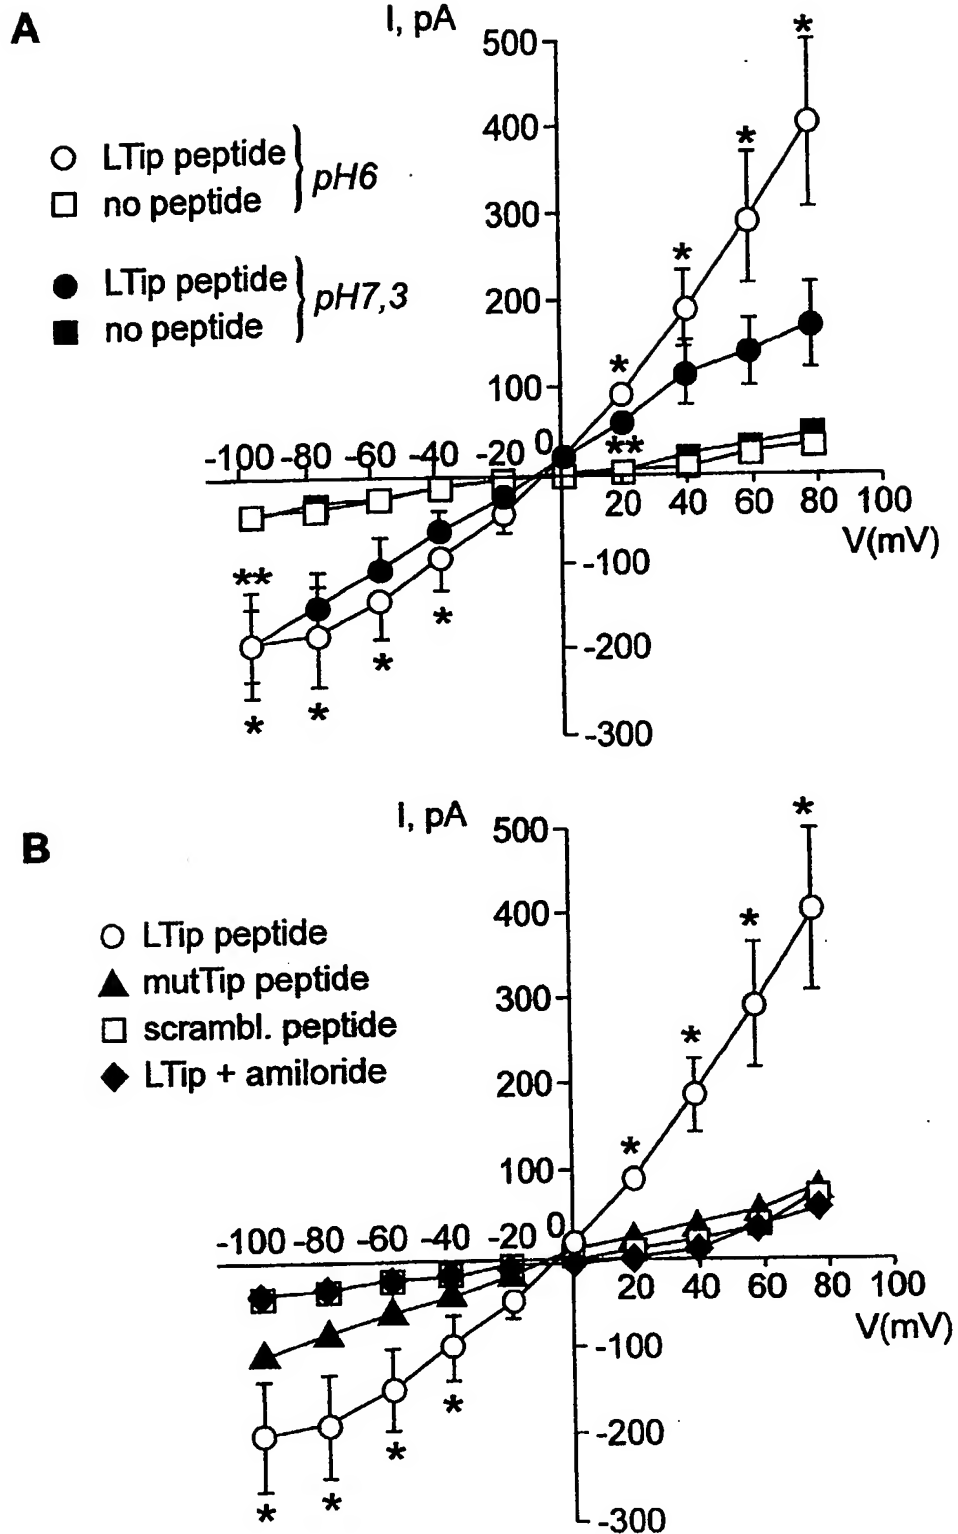 A
I, pA
500
400
300
200
100
0
-100 -80 -60 -40 -20
20 40 60 80 100
V(mV)
-100
-200
-300
LTip peptide
no peptide
pH6
LTip peptide
no peptide
pH7,3
*
*
*
*
**
**
*
*
*
*
B
I, pA
500
400
300
200
100
0
-100 -80 -60 -40 -20
20 40 60 80 100
V(mV)
-100
-200
-300
LTip peptide
mutTip peptide
scrambl. peptide
LTip + amiloride
*
*
*
*
*
*
*
*